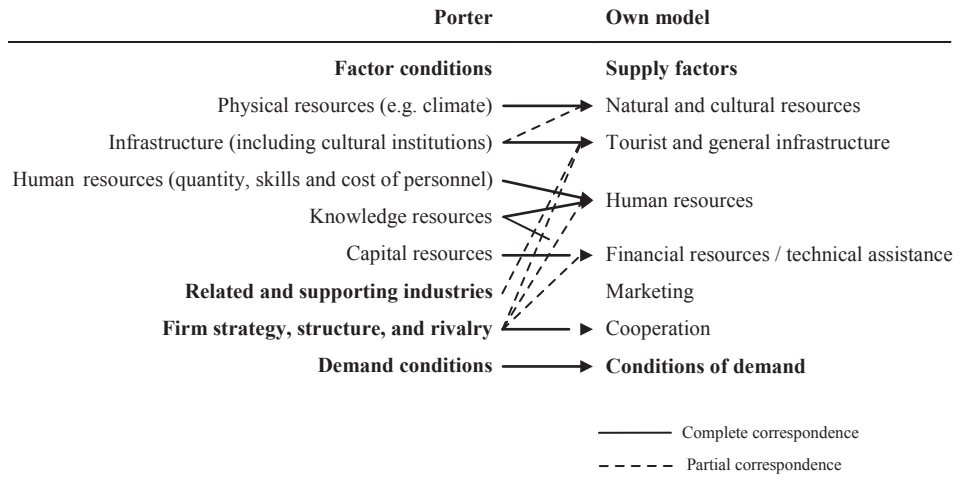 Porter Own model
Factor conditions Supply factors
Physical resources (e.g. climate) Natural and cultural resources
Infrastructure (including cultural institutions) Tourist and general infrastructure
Human resources (quantity, skills and cost of personnel)
Human resources
Knowledge resources
Capital resources Financial resources / technical assistance
Related and supporting industries Marketing
Firm strategy, structure, and rivalry Cooperation
Demand conditions Conditions of demand
Complete correspondence
Partial correspondence